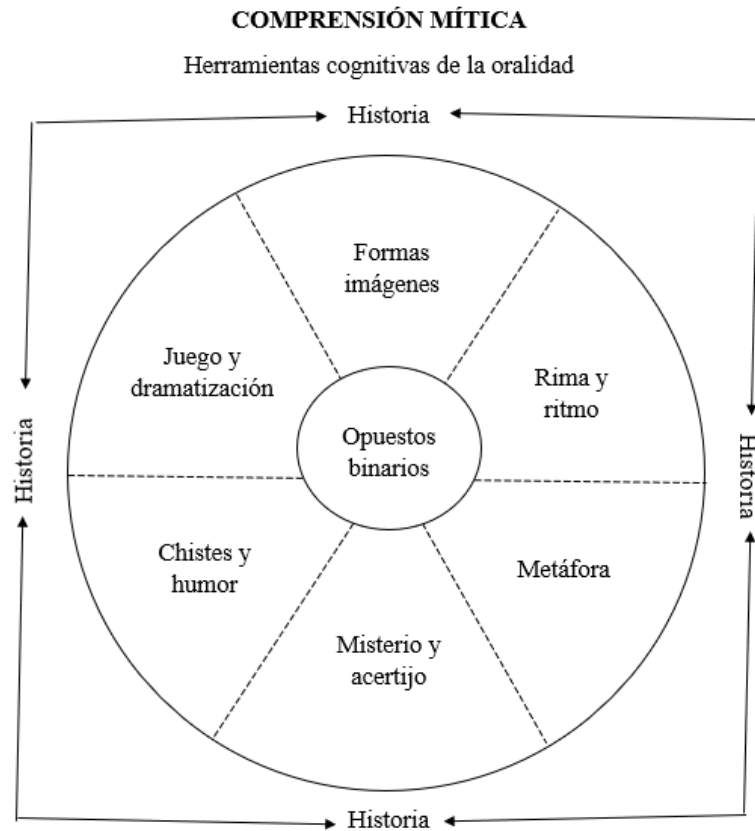 COMPRENSIÓN MÍTICA
Herramientas cognitivas de la oralidad
Historia
Formas
imágenes
Juego y
dramatización
Rima y
ritmo
Opuestos
binarios
Historia
Historia
Chistes y
humor
Metáfora
Misterio y
acertijo
Historia